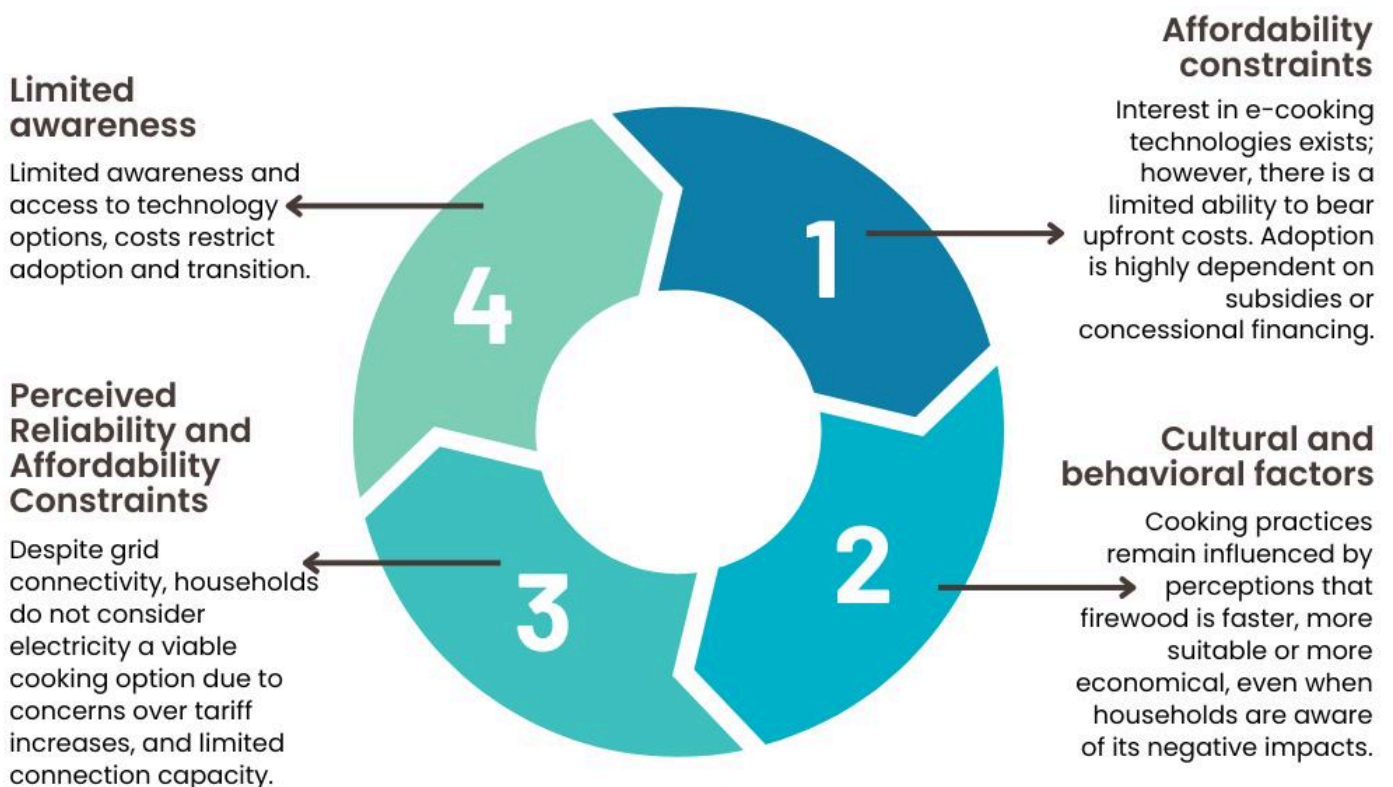 Affordability
constraints
Interest in e-cooking
technologies exists;
however, there is a
limited ability to bear
upfront costs. Adoption
is highly dependent on
subsidies or
concessional financing.
1
Cultural and
behavioral factors
Cooking practices
remain influenced by
perceptions that
firewood is faster, more
suitable or more
economical, even when
households are aware
of its negative impacts.
2
Perceived
Reliability and
Affordability
Constraints
Despite grid
connectivity, households
do not consider
electricity a viable
cooking option due to
concerns over tariff
increases, and limited
connection capacity.
3
Limited
awareness
Limited awareness and
access to technology
options, costs restrict
adoption and transition.
4